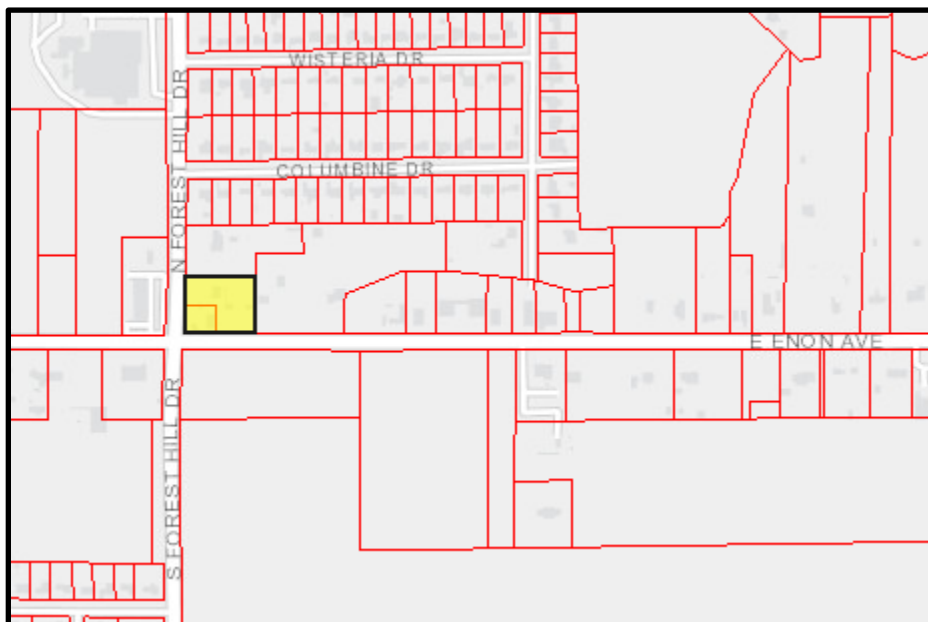 WISTERIA DR
COLUMBINE DR
N FOREST HILL DR
E ENON AVE
S FOREST HILL DR